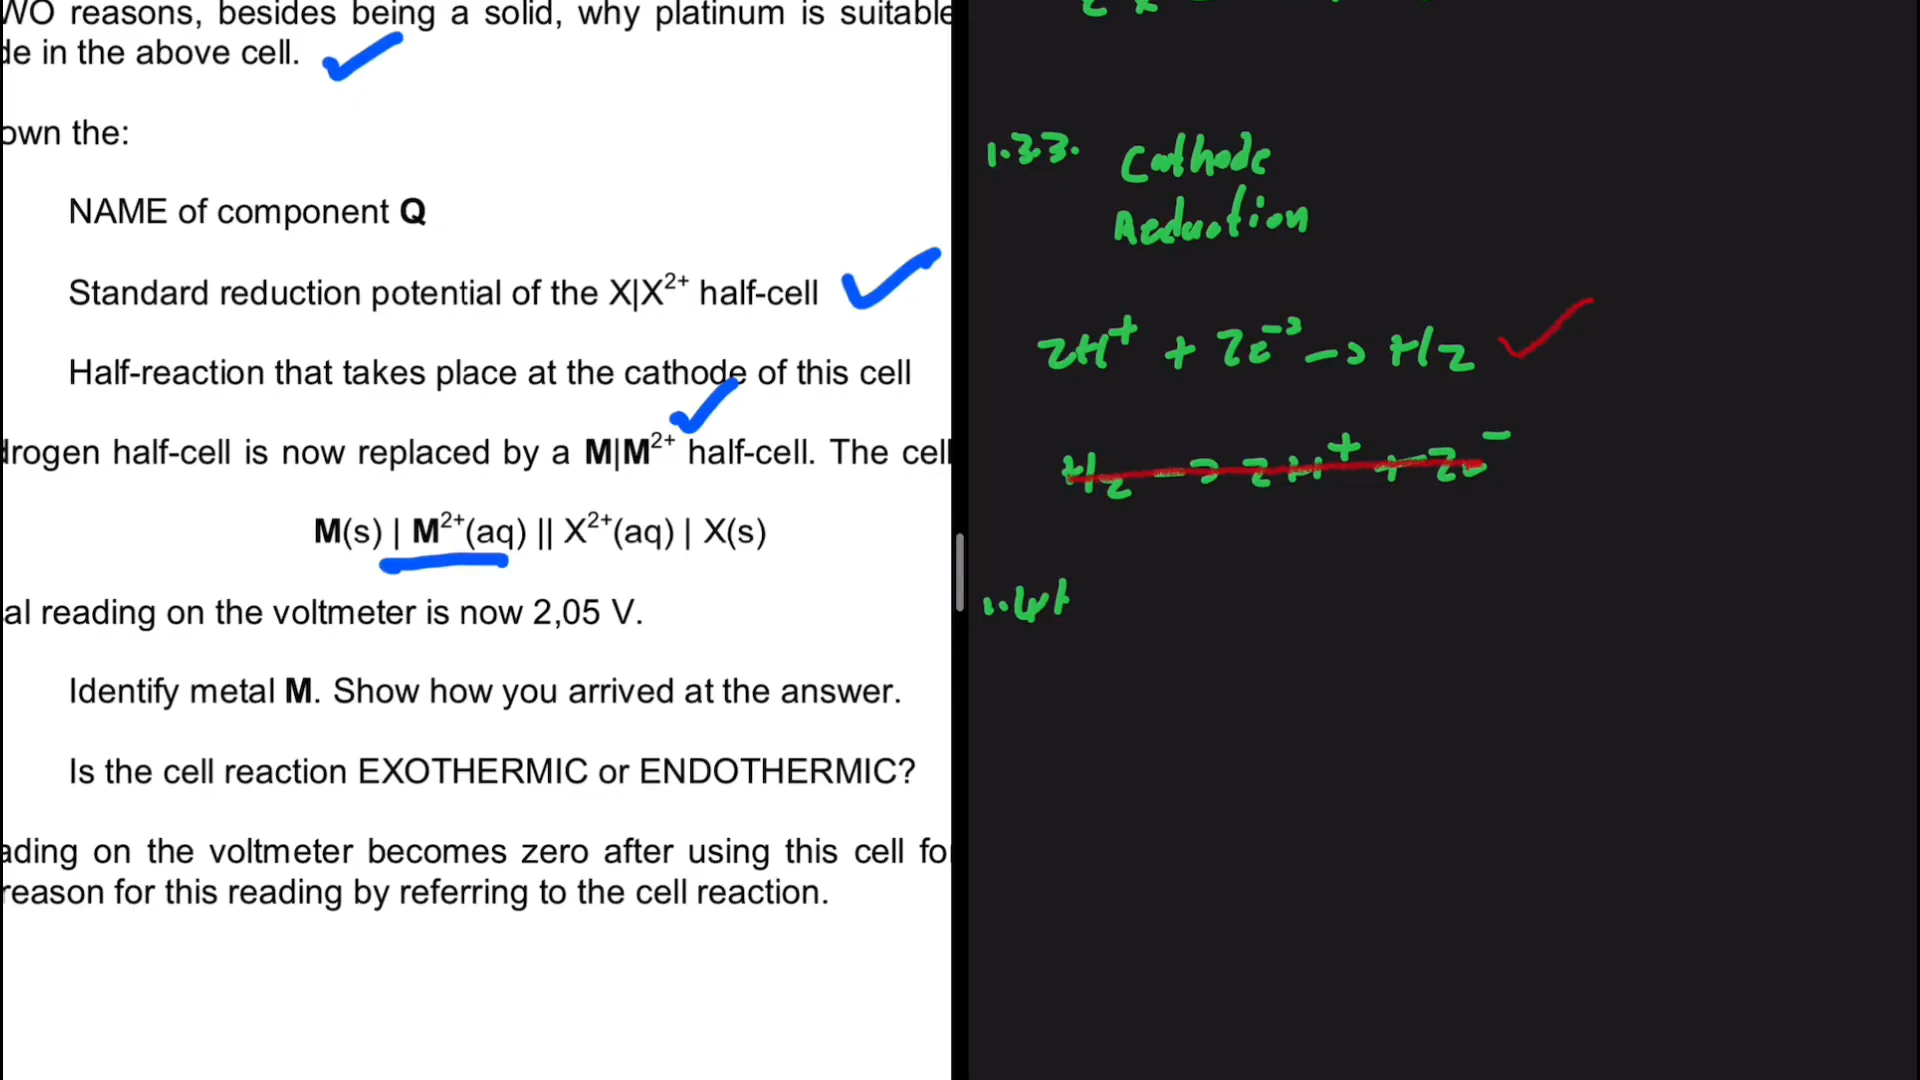 WO reasons, besides being a solid, why platinum is suitable
de in the above cell.
own the:
NAME of component Q
Standard reduction potential of the X|X²⁺ half-cell
Half-reaction that takes place at the cathode of this cell
drogen half-cell is now replaced by a M|M²⁺ half-cell. The cell
M(s) | M²⁺(aq) || X²⁺(aq) | X(s)
al reading on the voltmeter is now 2,05 V.
Identify metal M. Show how you arrived at the answer.
Is the cell reaction EXOTHERMIC or ENDOTHERMIC?
ading on the voltmeter becomes zero after using this cell fo
reason for this reading by referring to the cell reaction.
1.3.3. Cathode
Reduction
2H⁺ + 2e⁻ → H₂
H₂ → 2H⁺ + 2e⁻